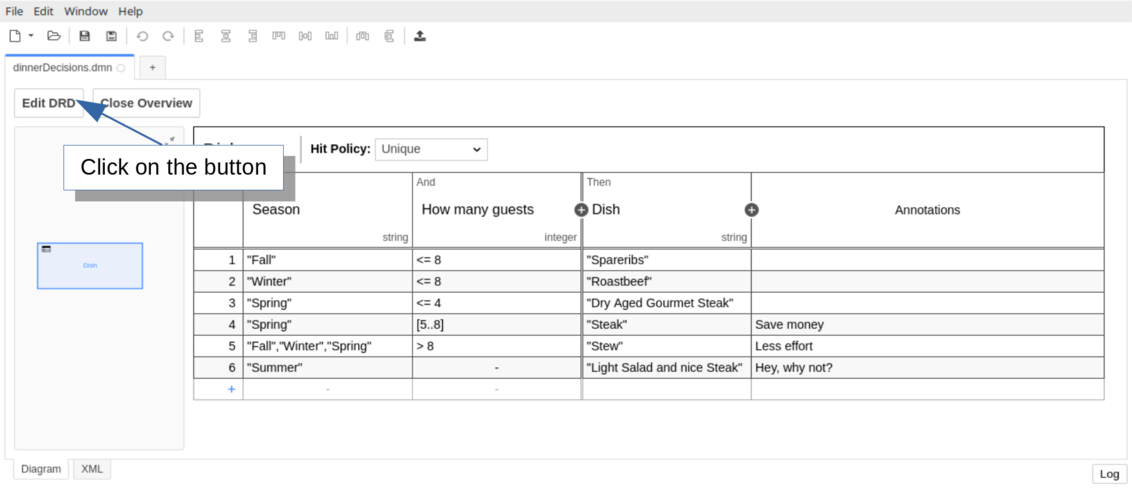 File Edit Window Help
dinnerDecisions.dmn +
Edit DRD Close Overview
Click on the button
Hit Policy: Unique
And Then
Season How many guests + Dish + Annotations
string integer string
1 "Fall" <= 8 "Spareribs"
2 "Winter" <= 8 "Roastbeef"
3 "Spring" <= 4 "Dry Aged Gourmet Steak"
4 "Spring" [5..8] "Steak" Save money
5 "Fall","Winter","Spring" > 8 "Stew" Less effort
6 "Summer" - "Light Salad and nice Steak" Hey, why not?
+ - -
Dish
Diagram XML
Log